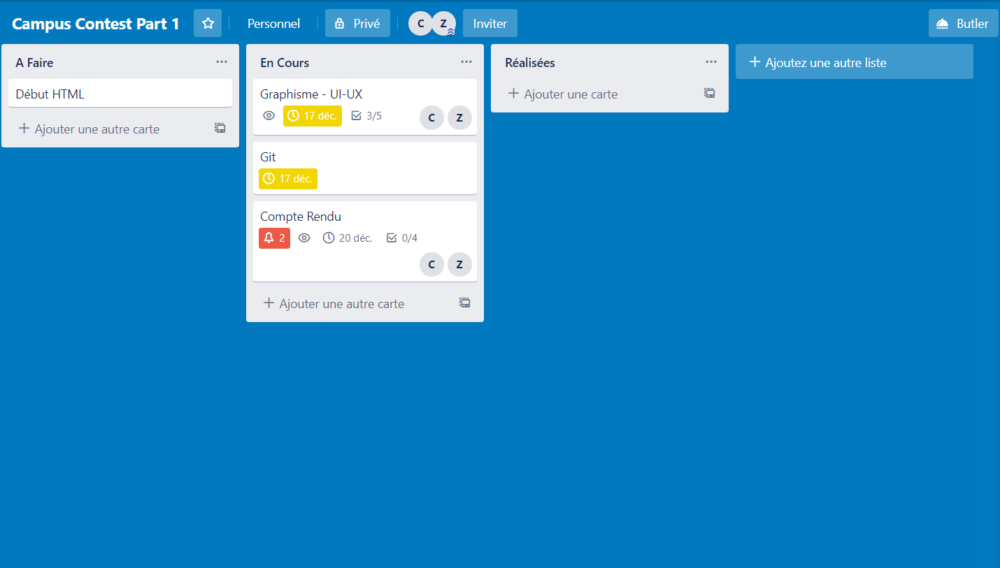 Campus Contest Part 1
Personnel
Privé
C
Z
Inviter
Butler
A Faire
Début HTML
Ajouter une autre carte
En Cours
Graphisme - UI-UX
17 déc. 3/5
C Z
Git
17 déc.
Compte Rendu
2 20 déc. 0/4
C Z
Ajouter une autre carte
Réalisées
Ajouter une carte
Ajoutez une autre liste